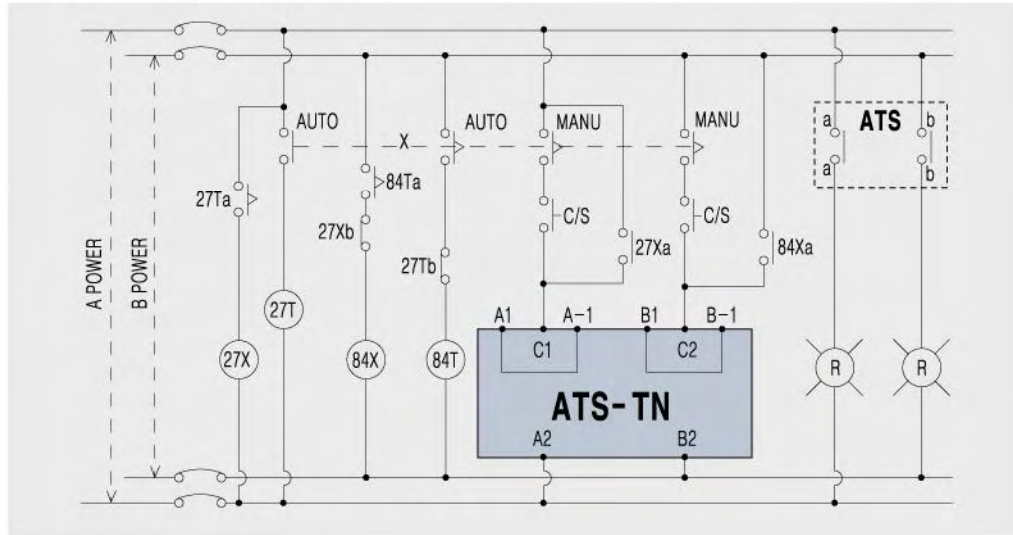 A POWER
B POWER
AUTO
X
AUTO
MANU
MANU
a
ATS
b
a
b
27Ta
84Ta
27Xb
27Tb
C/S
27Xa
C/S
84Xa
27T
27X
84X
84T
A1
A-1
B1
B-1
C1
C2
ATS-TN
A2
B2
R
R